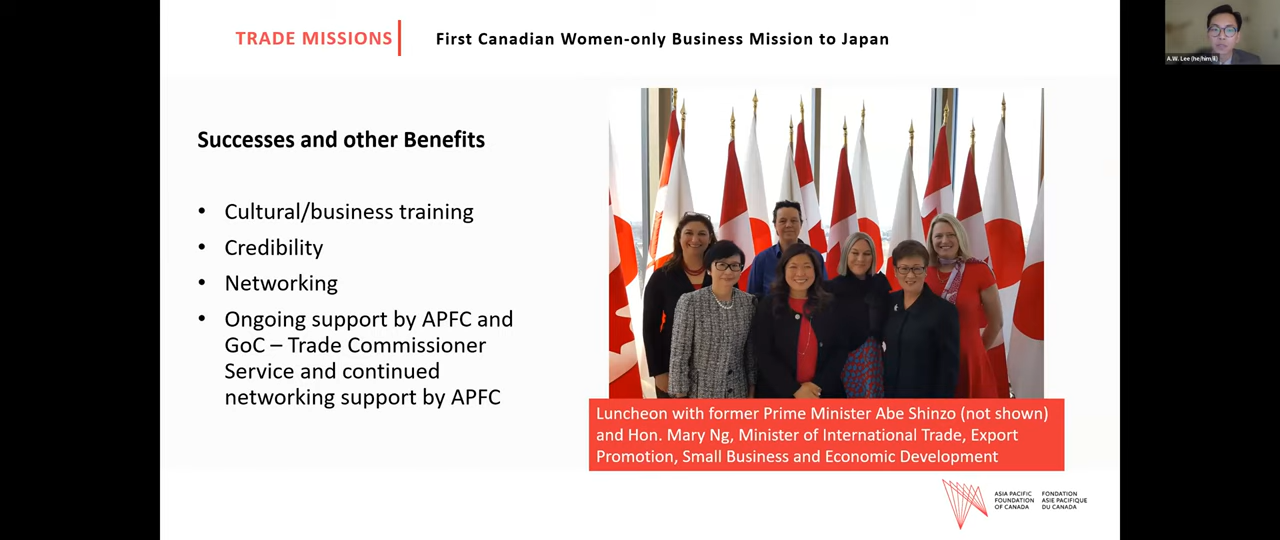 TRADE MISSIONS
First Canadian Women-only Business Mission to Japan
A.W. Lee (he/him/il)
Successes and other Benefits
• Cultural/business training
• Credibility
• Networking
• Ongoing support by APFC and
GoC – Trade Commissioner
Service and continued
networking support by APFC
Luncheon with former Prime Minister Abe Shinzo (not shown)
and Hon. Mary Ng, Minister of International Trade, Export
Promotion, Small Business and Economic Development
ASIA PACIFIC
FOUNDATION
OF CANADA
FONDATION
ASIE PACIFIQUE
DU CANADA